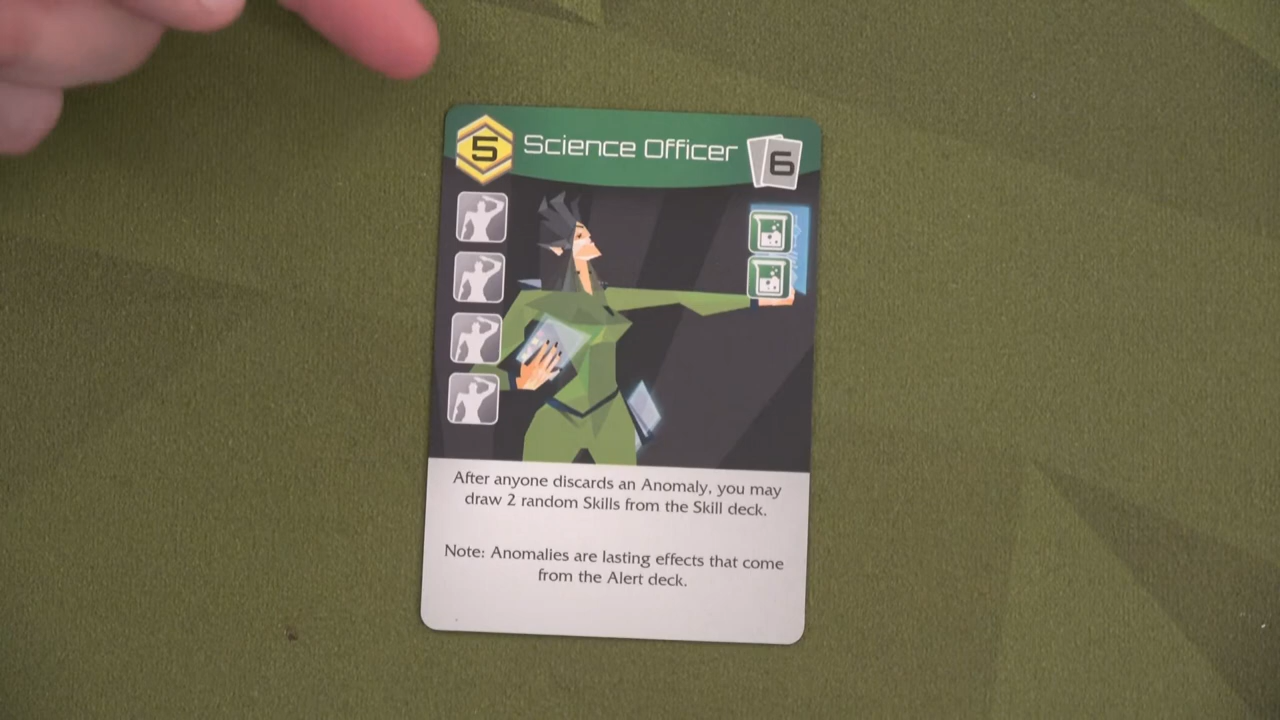 5 Science Officer 6
After anyone discards an Anomaly, you may
draw 2 random Skills from the Skill deck.
Note: Anomalies are lasting effects that come
from the Alert deck.